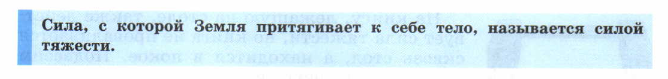 Сила, с которой Земля притягивает к себе тело, называется силой
тяжести.